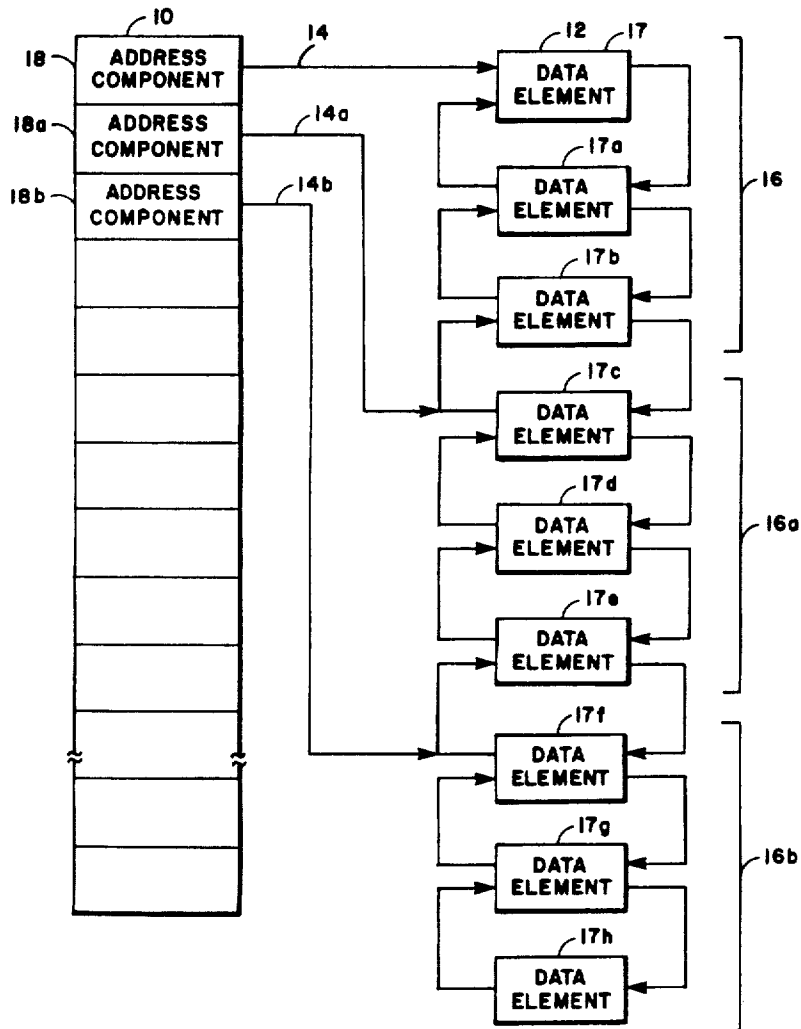 10
18
ADDRESS
COMPONENT
14
18a
ADDRESS
COMPONENT
14a
18b
ADDRESS
COMPONENT
14b
12
17
DATA
ELEMENT
17a
DATA
ELEMENT
16
17b
DATA
ELEMENT
17c
DATA
ELEMENT
17d
DATA
ELEMENT
16a
17e
DATA
ELEMENT
17f
DATA
ELEMENT
17g
DATA
ELEMENT
16b
17h
DATA
ELEMENT